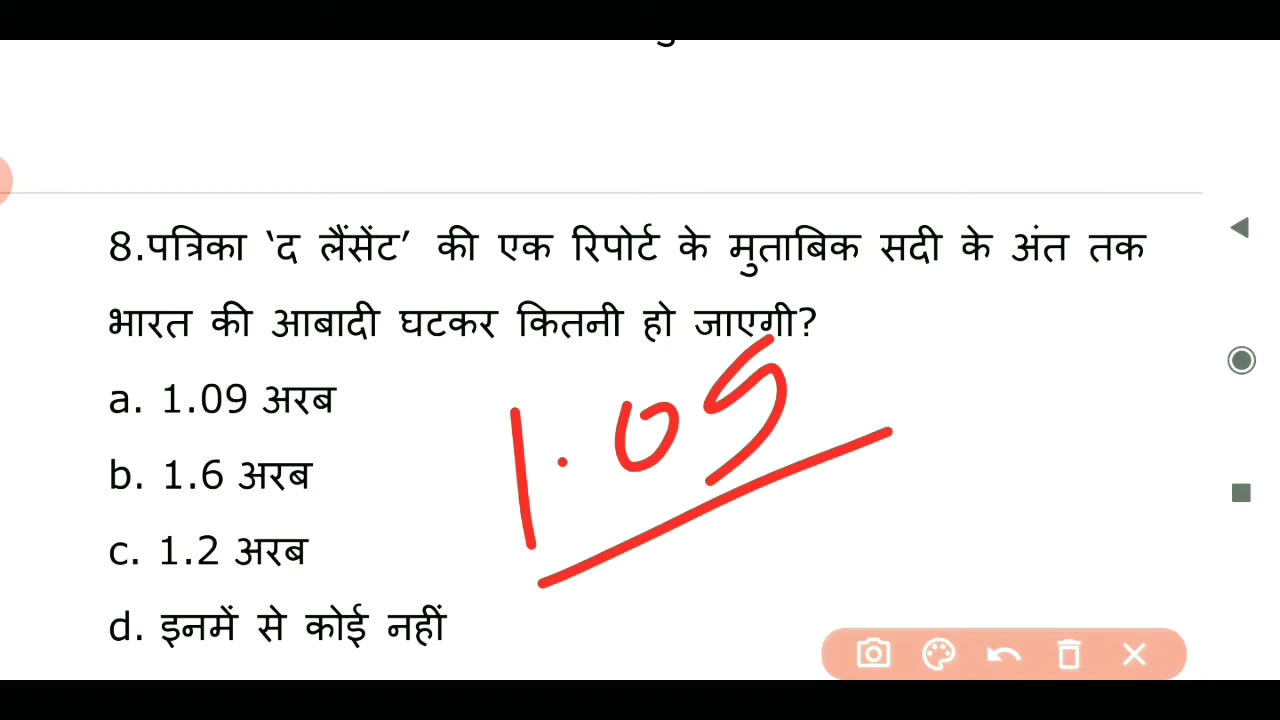 8.पत्रिका ‘द लैंसेंट’ की एक रिपोर्ट के मुताबिक सदी के अंत तक
भारत की आबादी घटकर कितनी हो जाएगी?
a. 1.09 अरब
1.09
b. 1.6 अरब
c. 1.2 अरब
d. इनमें से कोई नहीं